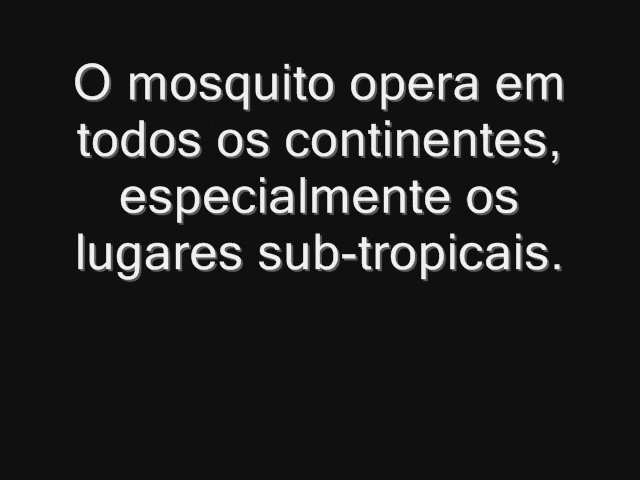 O mosquito opera em
todos os continentes,
especialmente os
lugares sub-tropicais.